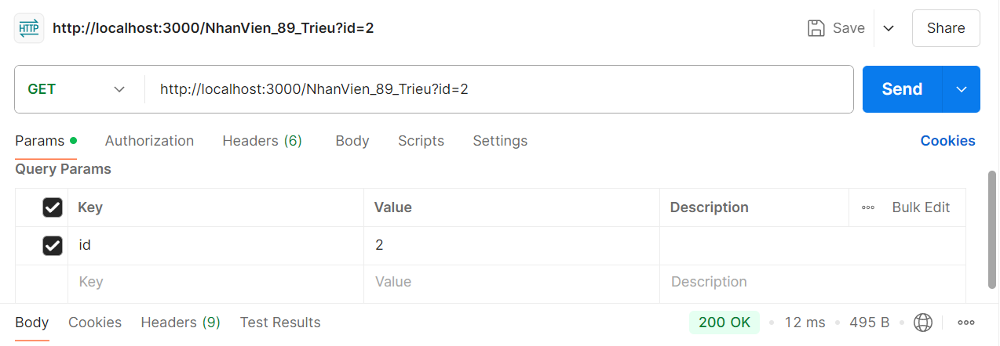 HTTP http://localhost:3000/NhanVien_89_Trieu?id=2 Save Share
GET http://localhost:3000/NhanVien_89_Trieu?id=2 Send
Params Authorization Headers (6) Body Scripts Settings Cookies
Query Params
Key Value Description Bulk Edit
id 2
Key Value Description
Body Cookies Headers (9) Test Results 200 OK 12 ms 495 B